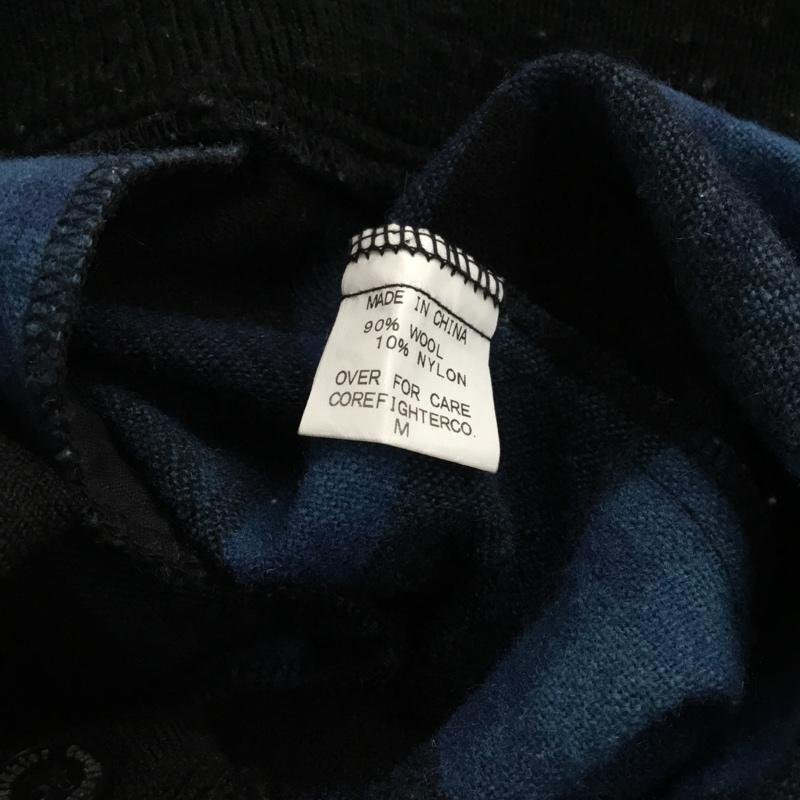 MADE IN CHINA
90% WOOL
10% NYLON
OVER FOR CARE
COREFIGHTERCO.
M